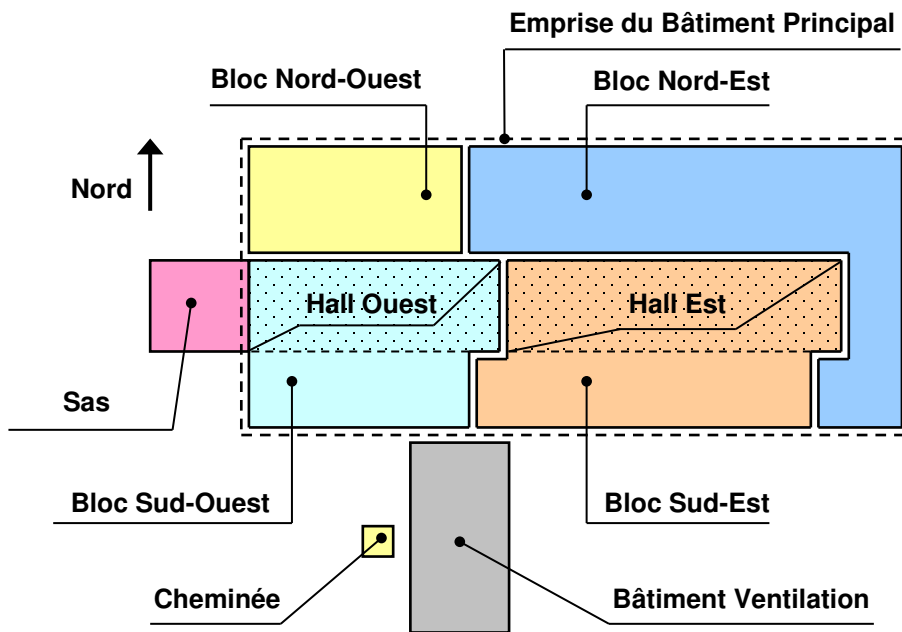 Emprise du Bâtiment Principal
Bloc Nord-Ouest
Bloc Nord-Est
Nord
Hall Ouest
Hall Est
Sas
Bloc Sud-Ouest
Bloc Sud-Est
Cheminée
Bâtiment Ventilation